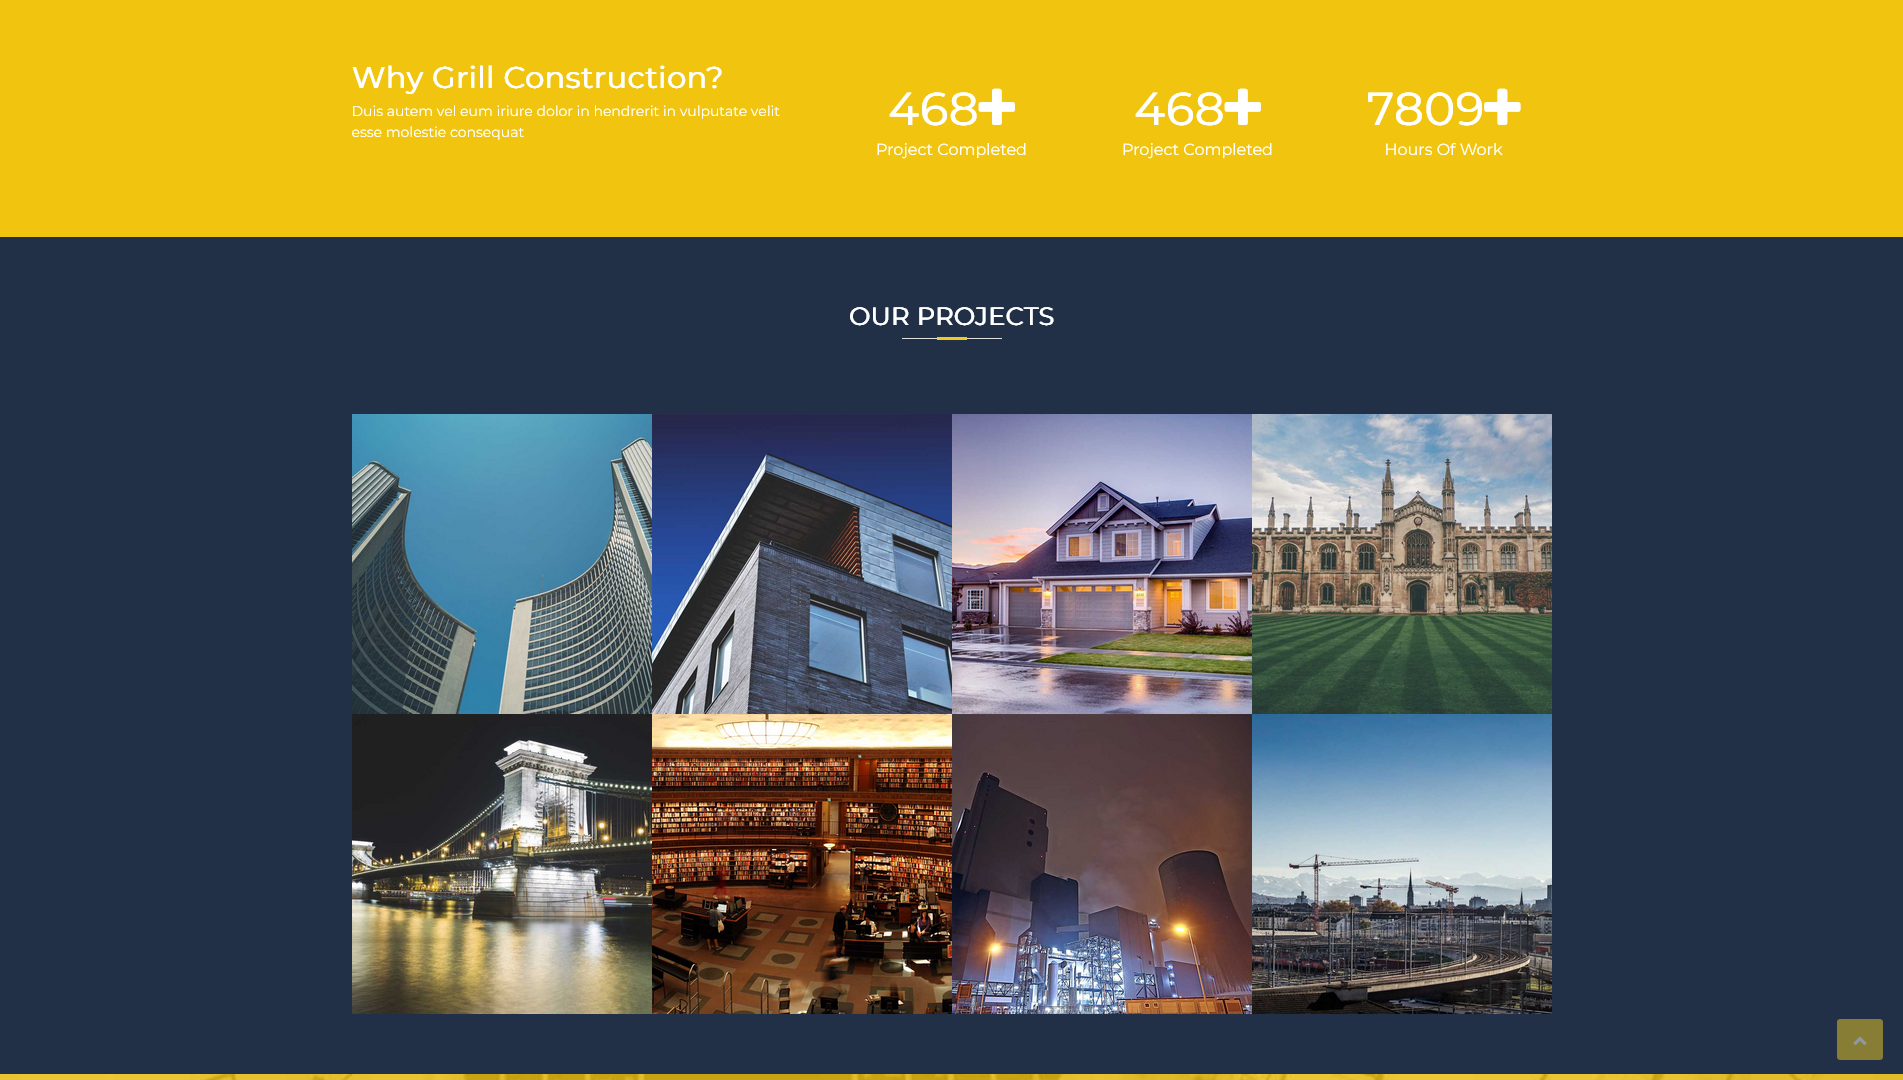 Why Grill Construction?
Duis autem vel eum iriure dolor in hendrerit in vulputate velit
esse molestie consequat
468+
Project Completed
468+
Project Completed
7809+
Hours Of Work
OUR PROJECTS